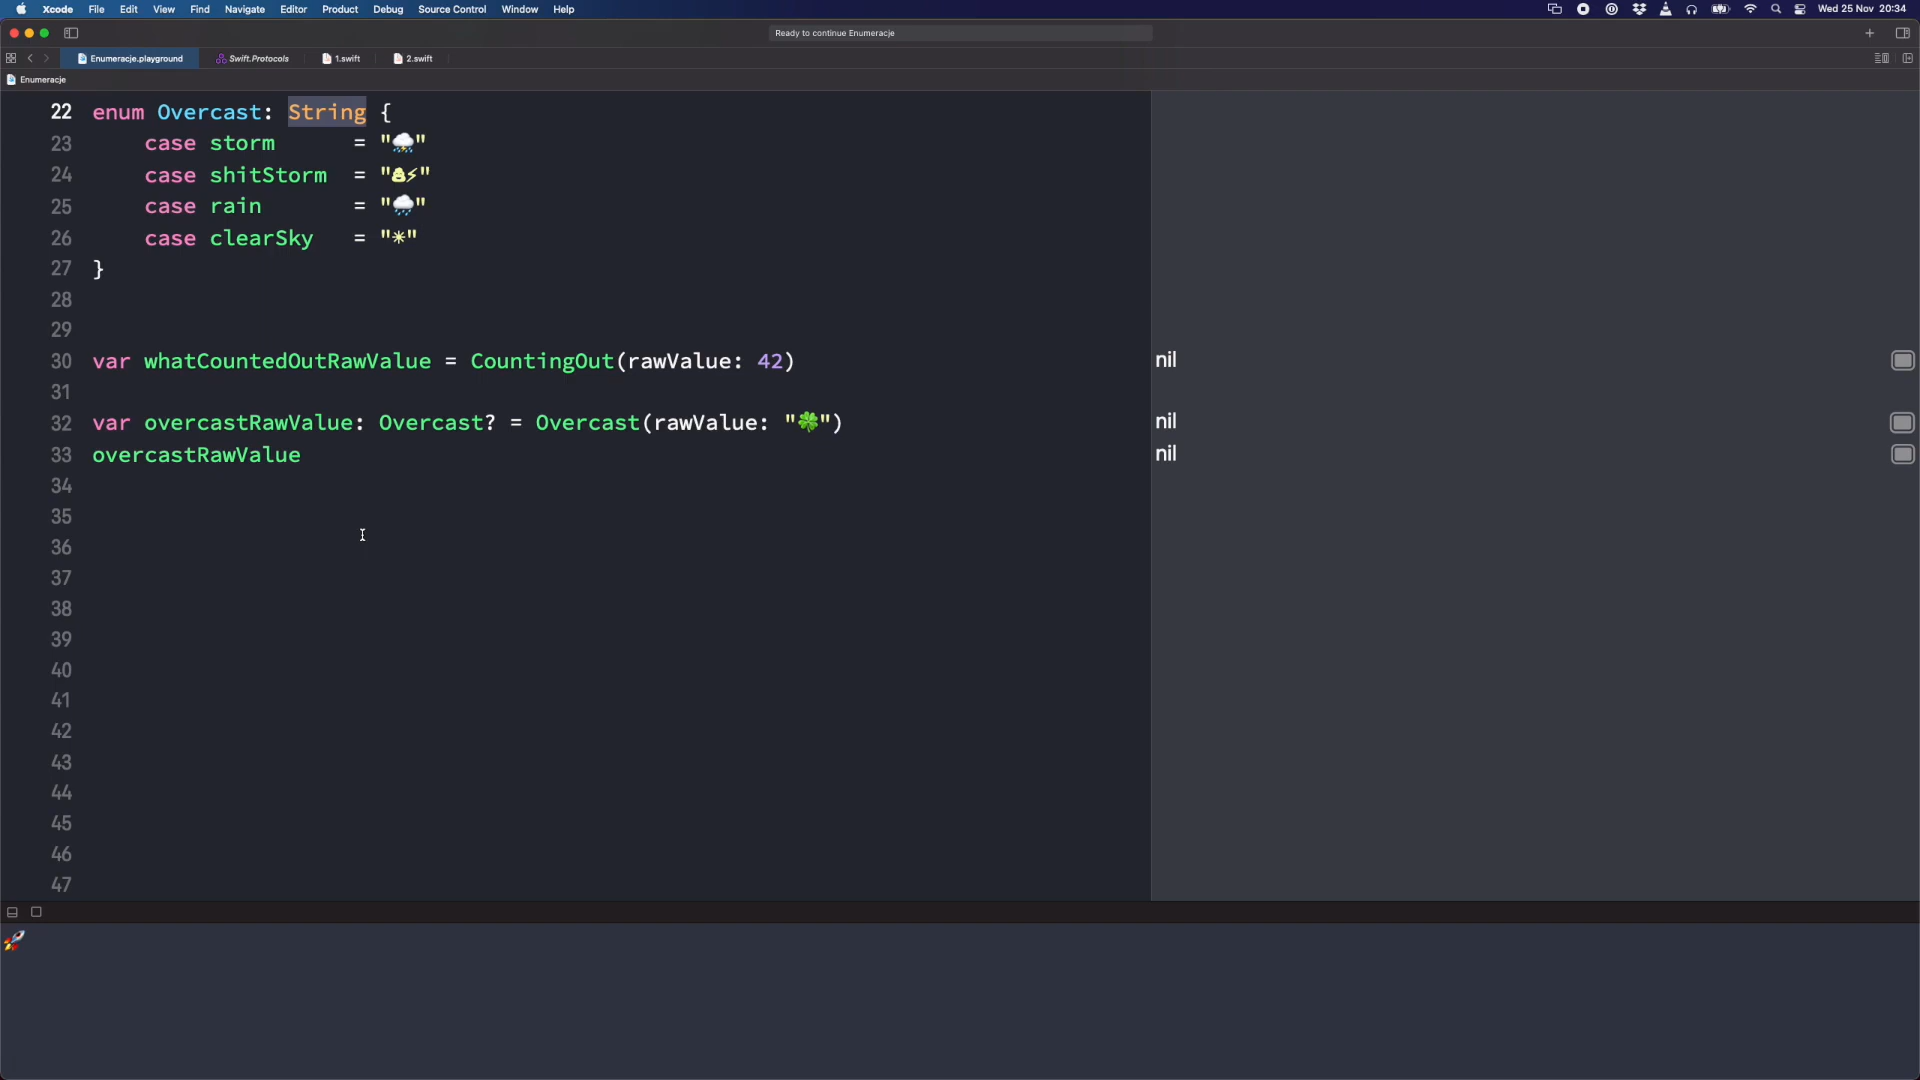 Xcode File Edit View Find Navigate Editor Product Debug Source Control Window Help Wed 25 Nov 20:34
Ready to continue Enumeracje
Enumeracje.playground Swift.Protocols 1.swift 2.swift
Enumeracje
22 enum Overcast: String {
23 case storm = "⛈️"
24 case shitStorm = "💩⚡"
25 case rain = "🌧️"
26 case clearSky = "☀"
27 }
28
29
30 var whatCountedOutRawValue = CountingOut(rawValue: 42) nil
31
32 var overcastRawValue: Overcast? = Overcast(rawValue: "🍀") nil
33 overcastRawValue nil
34
35
36
37
38
39
40
41
42
43
44
45
46
47
🚀